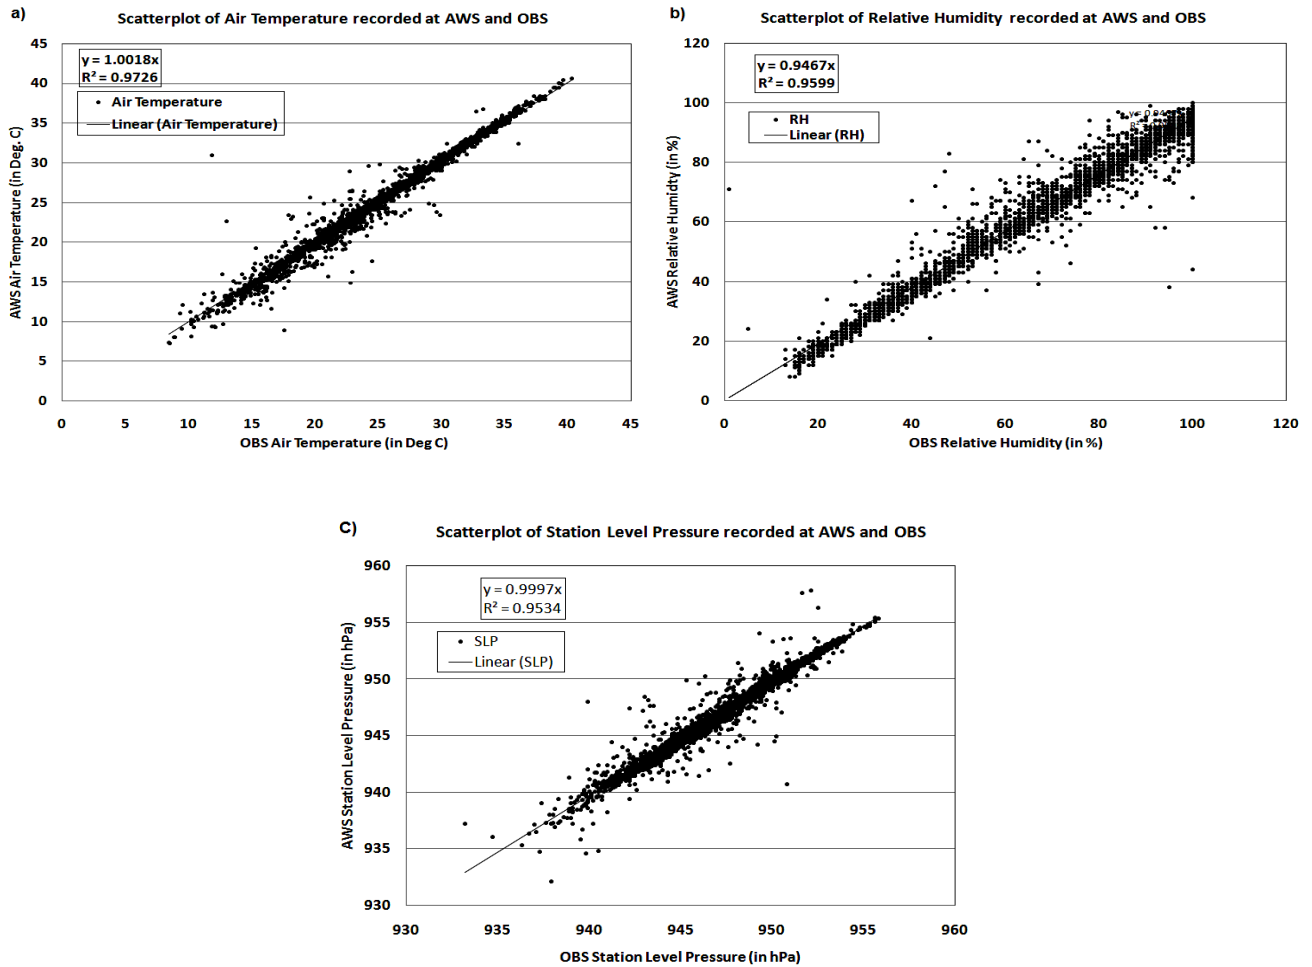 a)
Scatterplot of Air Temperature recorded at AWS and OBS
y = 1.0018x
R² = 0.9726
Air Temperature
Linear (Air Temperature)
AWS Air Temperature (in Deg. C)
45
40
35
30
25
20
15
10
5
0
0 5 10 15 20 25 30 35 40 45
OBS Air Temperature (in Deg C)
b)
Scatterplot of Relative Humidity recorded at AWS and OBS
y = 0.9467x
R² = 0.9599
RH
Linear (RH)
AWS Relative Humidty (in %)
120
100
80
60
40
20
0
0 20 40 60 80 100 120
OBS Relative Humidity (in %)
C)
Scatterplot of Station Level Pressure recorded at AWS and OBS
y = 0.9997x
R² = 0.9534
SLP
Linear (SLP)
AWS Station Level Pressure (in hPa)
960
955
950
945
940
935
930
930 935 940 945 950 955 960
OBS Station Level Pressure (in hPa)